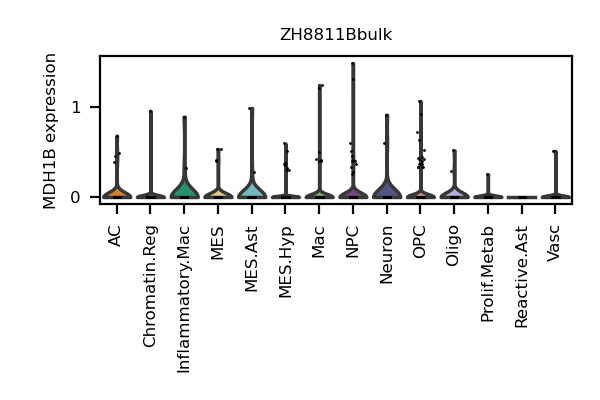 ZH8811Bbulk
MDH1B expression
1
0
AC
Chromatin.Reg
Inflammatory.Mac
MES
MES.Ast
MES.Hyp
Mac
NPC
Neuron
OPC
Oligo
Prolif.Metab
Reactive.Ast
Vasc